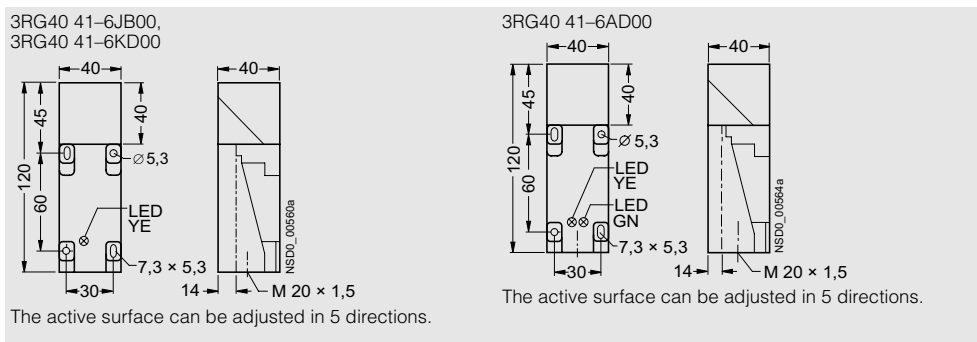 3RG40 41–6JB00,
3RG40 41–6KD00
40
40
45
40
120
60
∅ 5,3
LED
YE
7,3 × 5,3
30
14
M 20 × 1,5
NSD0_00560a
The active surface can be adjusted in 5 directions.
3RG40 41–6AD00
40
40
45
40
120
60
∅ 5,3
LED
YE
LED
GN
7,3 × 5,3
30
14
M 20 × 1,5
NSD0_00564a
The active surface can be adjusted in 5 directions.